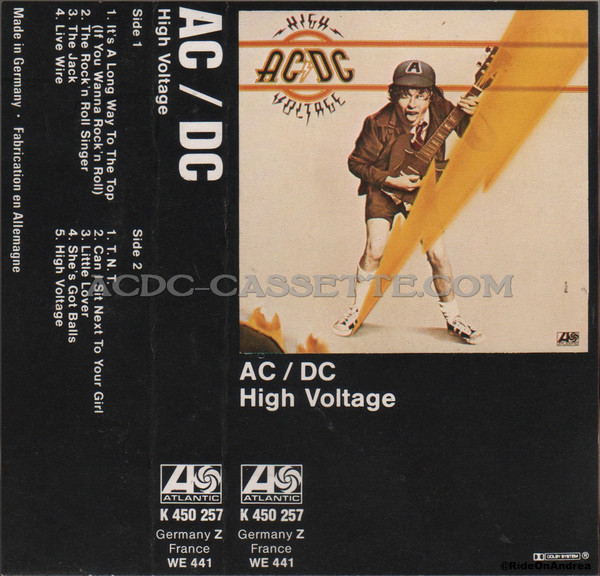 Side 1
1. It's A Long Way To The Top
(If You Wanna Rock'n Roll)
2. The Rock'n Roll Singer
3. The Jack
4. Live Wire
Side 2
1. T.N.T.
2. Can I Sit Next To Your Girl
3. Little Lover
4. She's Got Balls
5. High Voltage
Made in Germany · Fabrication en Allemagne
AC / DC
High Voltage
ATLANTIC
K 450 257
Germany Z
France
WE 441
HIGH
AC DC
VOLTAGE
A
ACDC-CASSETTE.COM
AC / DC
High Voltage
ATLANTIC
K 450 257
Germany Z
France
WE 441
DOLBY SYSTEM ®
©RideOnAndrea